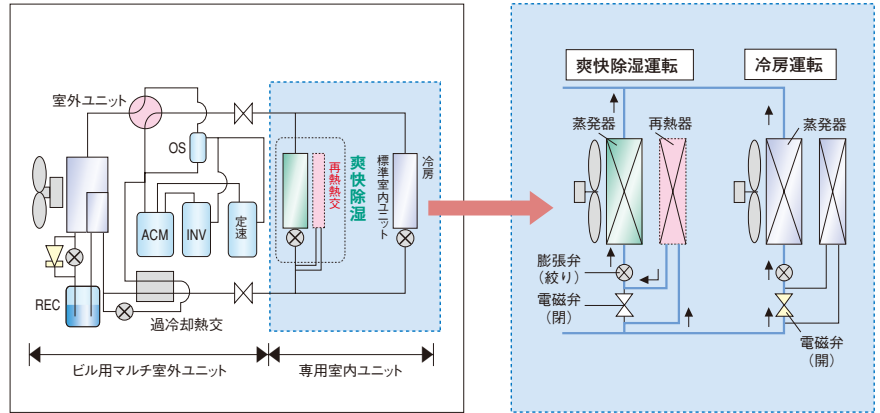 室外ユニット
OS
ACM
INV
定速
REC
過冷却熱交
再熱熱交
爽快除湿
標準室内ユニット
冷房
ビル用マルチ室外ユニット
専用室内ユニット
爽快除湿運転
冷房運転
蒸発器
再熱器
蒸発器
膨張弁
(絞り)
電磁弁
(閉)
電磁弁
(開)